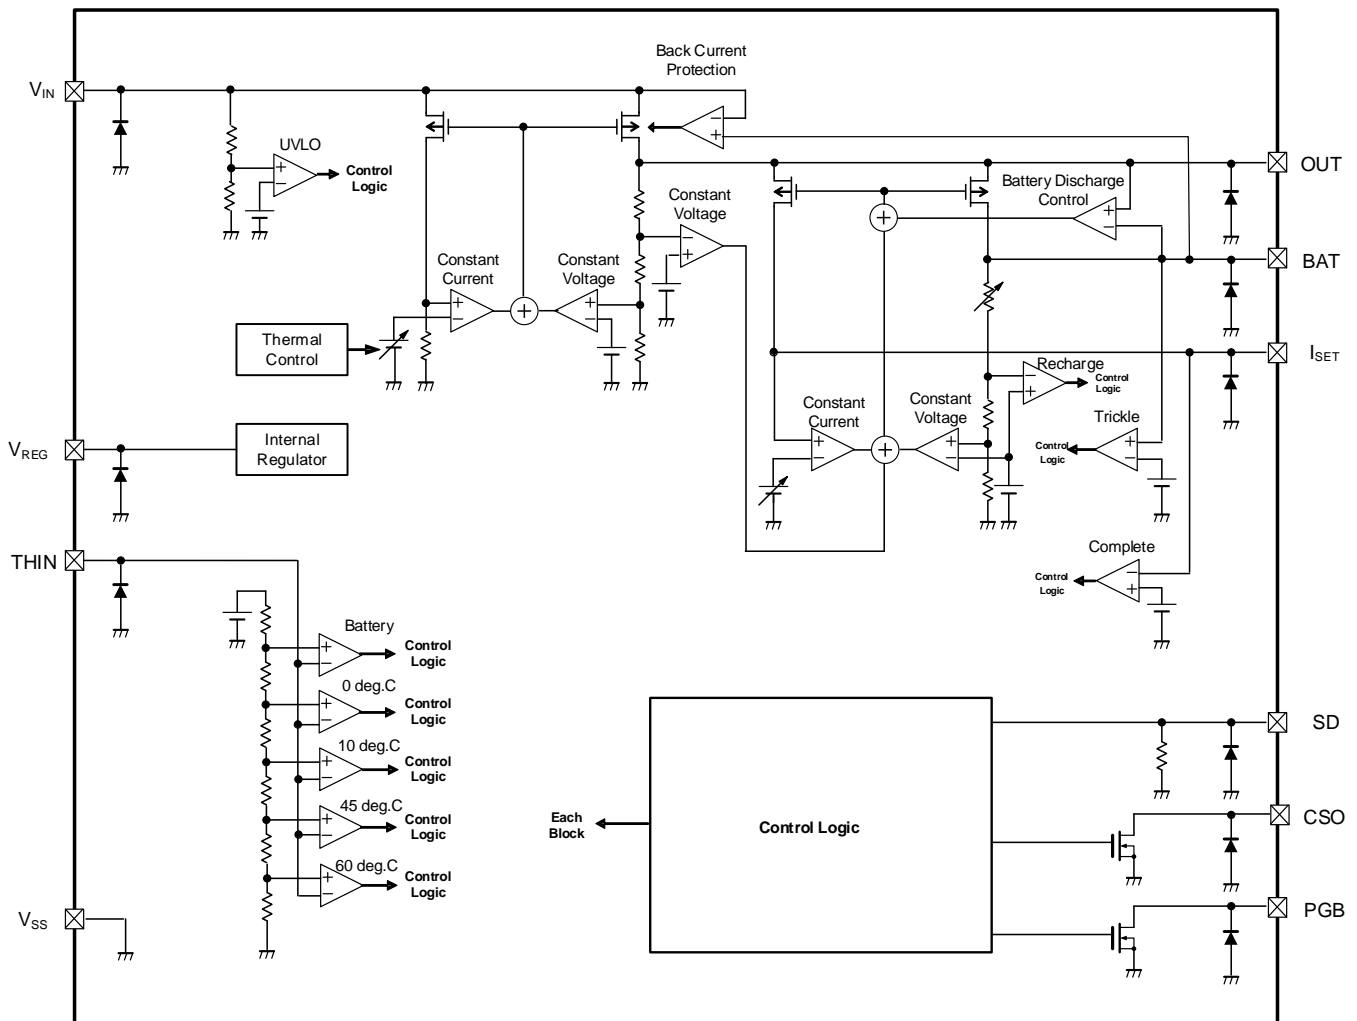 Back Current
Protection
VIN
UVLO
Control
Logic
OUT
Constant
Voltage
Battery Discharge
Control
BAT
Constant
Current
Constant
Voltage
Thermal
Control
ISET
Recharge
Control
Logic
Constant
Current
Constant
Voltage
Trickle
Control
Logic
VREG
Internal
Regulator
Complete
Control
Logic
THIN
Battery
Control
Logic
0 deg.C
Control
Logic
10 deg.C
Control
Logic
45 deg.C
Control
Logic
60 deg.C
Control
Logic
VSS
Each
Block
Control Logic
SD
CSO
PGB